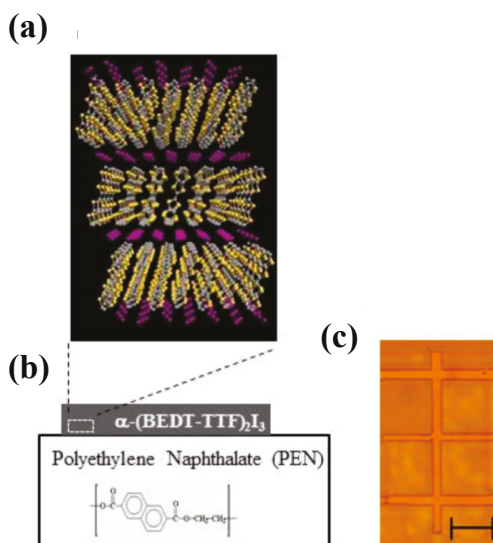 (a)
(b)
(c)
α-(BEDT-TTF)₂I₃
Polyethylene Naphthalate (PEN)
O
—O—C
C—O—CH₂—CH₂—
O